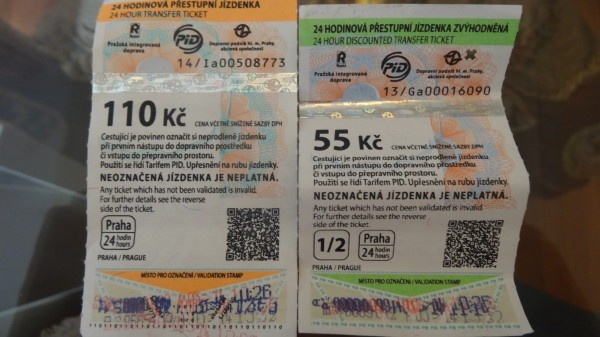 24 HODINOVÁ PŘESTUPNÍ JÍZDENKA
24 HOUR TRANSFER TICKET
R
PID
Pražská integrovaná
doprava
Dopravní podnik hl. m. Prahy,
akciová společnost
14/Ia00508773
110 Kč
CENA VČETNĚ SNÍŽENÉ SAZBY DPH
Cestující je povinen označit si neprodleně jízdenku
při prvním nástupu do dopravního prostředku
či vstupu do přepravního prostoru.
Použití se řídí Tarifem PID. Upřesnění na rubu jízdenky.
NEOZNAČENÁ JÍZDENKA JE NEPLATNÁ.
Any ticket which has not been validated is invalid.
For further details see the reverse
side of the ticket.
Praha
24 hodin
hours
PRAHA / PRAGUE
MÍSTO PRO OZNAČENÍ / VALIDATION STAMP
24 HODINOVÁ PŘESTUPNÍ JÍZDENKA ZVÝHODNĚNÁ
24 HOUR DISCOUNTED TRANSFER TICKET
R
PID
Pražská integrovaná
doprava
Dopravní podnik hl. m. Prahy,
akciová společnost
13/Ga00016090
55 Kč
CENA VČETNĚ SNÍŽENÉ SAZBY DPH
Cestující je povinen označit si neprodleně jízdenku
při prvním nástupu do dopravního prostředku
či vstupu do přepravního prostoru.
Použití se řídí Tarifem PID. Upřesnění na rubu jízdenky.
NEOZNAČENÁ JÍZDENKA JE NEPLATNÁ.
Any ticket which has not been validated is invalid.
For further details see the reverse
side of the ticket.
1/2
Praha
24 hodin
hours
PRAHA / PRAGUE
MÍSTO PRO OZNAČENÍ / VALIDATION STAMP